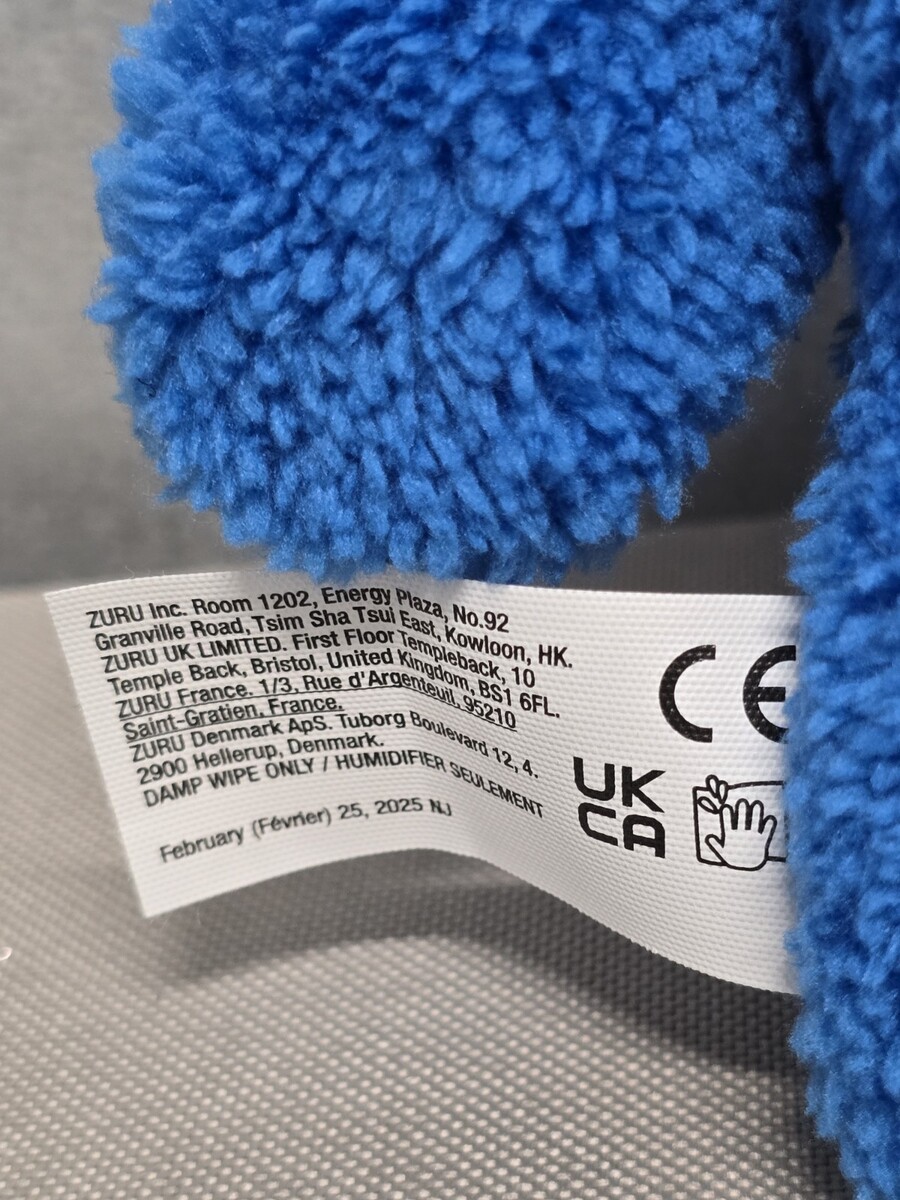 ZURU Inc. Room 1202, Energy Plaza, No.92
Granville Road, Tsim Sha Tsui East, Kowloon, HK.
ZURU UK LIMITED. First Floor Templeback, 10
Temple Back, Bristol, United Kingdom, BS1 6FL.
ZURU France. 1/3, Rue d'Argenteuil, 95210
Saint-Gratien, France.
ZURU Denmark ApS. Tuborg Boulevard 12, 4.
2900 Hellerup, Denmark.
DAMP WIPE ONLY / HUMIDIFIER SEULEMENT
February (Février) 25, 2025 NJ
CE
UK
CA